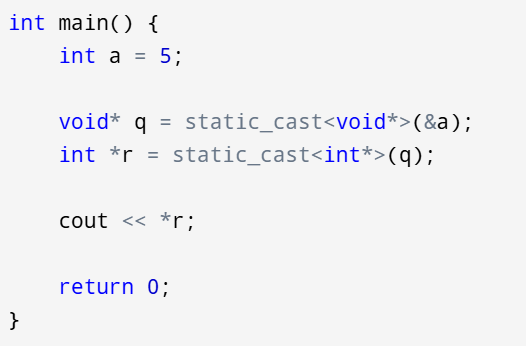 int main() {
    int a = 5;

    void* q = static_cast<void*>(&a);
    int *r = static_cast<int*>(q);

    cout << *r;

    return 0;
}